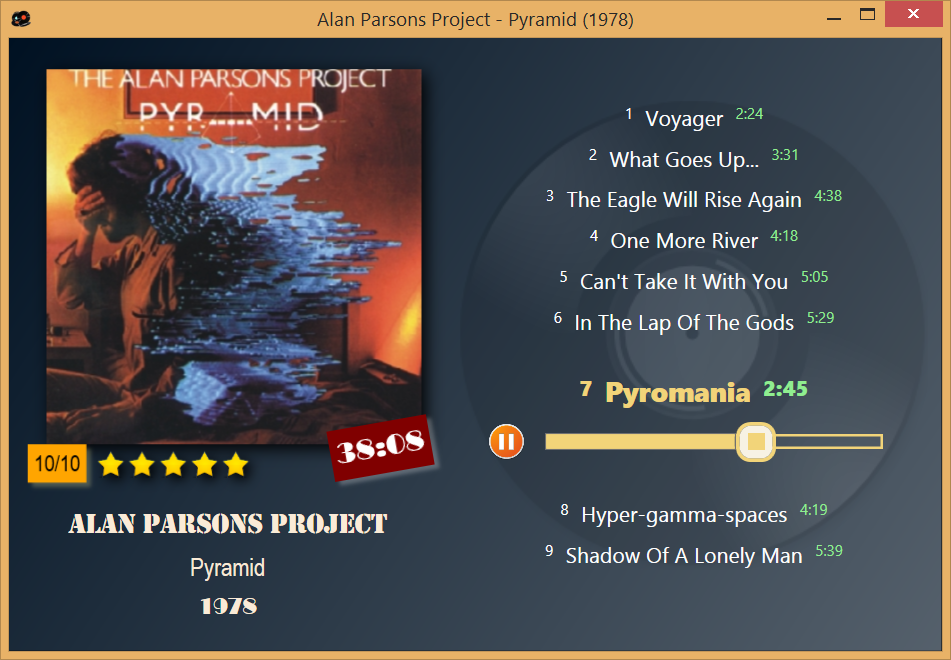 Alan Parsons Project - Pyramid (1978)
THE ALAN PARSONS PROJECT
PYR MID
10/10
38:08
ALAN PARSONS PROJECT
Pyramid
1978
1 Voyager 2:24
2 What Goes Up... 3:31
3 The Eagle Will Rise Again 4:38
4 One More River 4:18
5 Can't Take It With You 5:05
6 In The Lap Of The Gods 5:29
7 Pyromania 2:45
8 Hyper-gamma-spaces 4:19
9 Shadow Of A Lonely Man 5:39